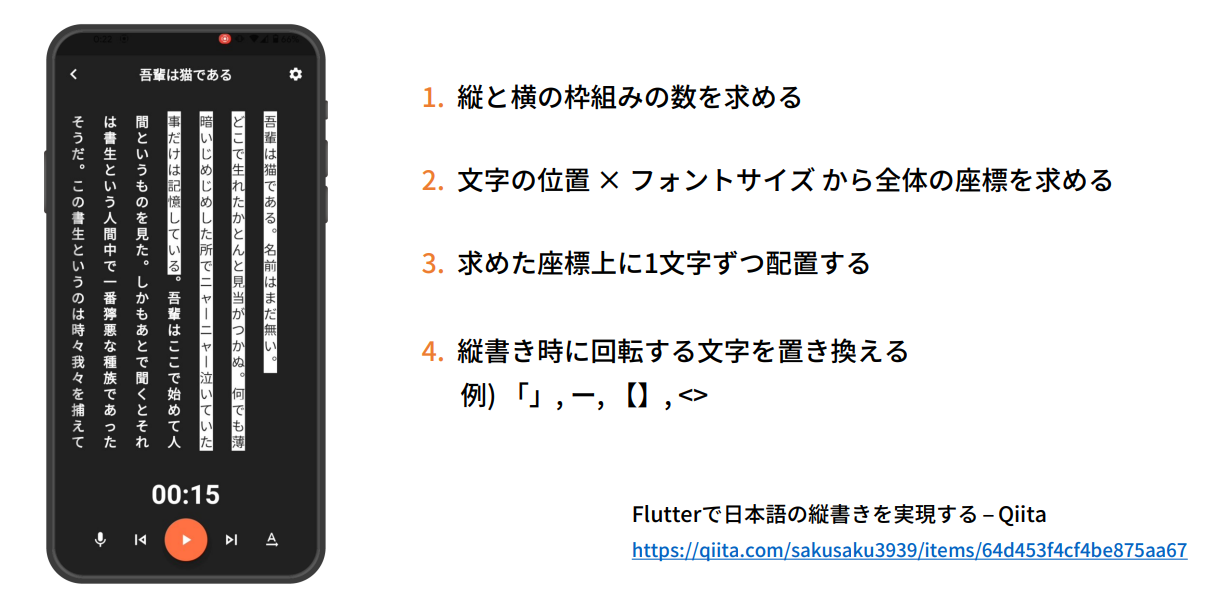 吾輩は猫である
吾輩は猫である。名前はまだ無い。
どこで生れたかとんと見当がつかぬ。何でも薄
暗いじめじめした所でニャーニャー泣いていた
事だけは記憶している。吾輩はここで始めて人
間というものを見た。しかもあとで聞くとそれ
は書生という人間中で一番獰悪な種族であった
そうだ。この書生というのは時々我々を捕えて
00:15
1. 縦と横の枠組みの数を求める
2. 文字の位置 × フォントサイズ から全体の座標を求める
3. 求めた座標上に1文字ずつ配置する
4. 縦書き時に回転する文字を置き換える
例) 「」, ー, 【】, <>
Flutterで日本語の縦書きを実現する – Qiita
https://qiita.com/sakusaku3939/items/64d453f4cf4be875aa67